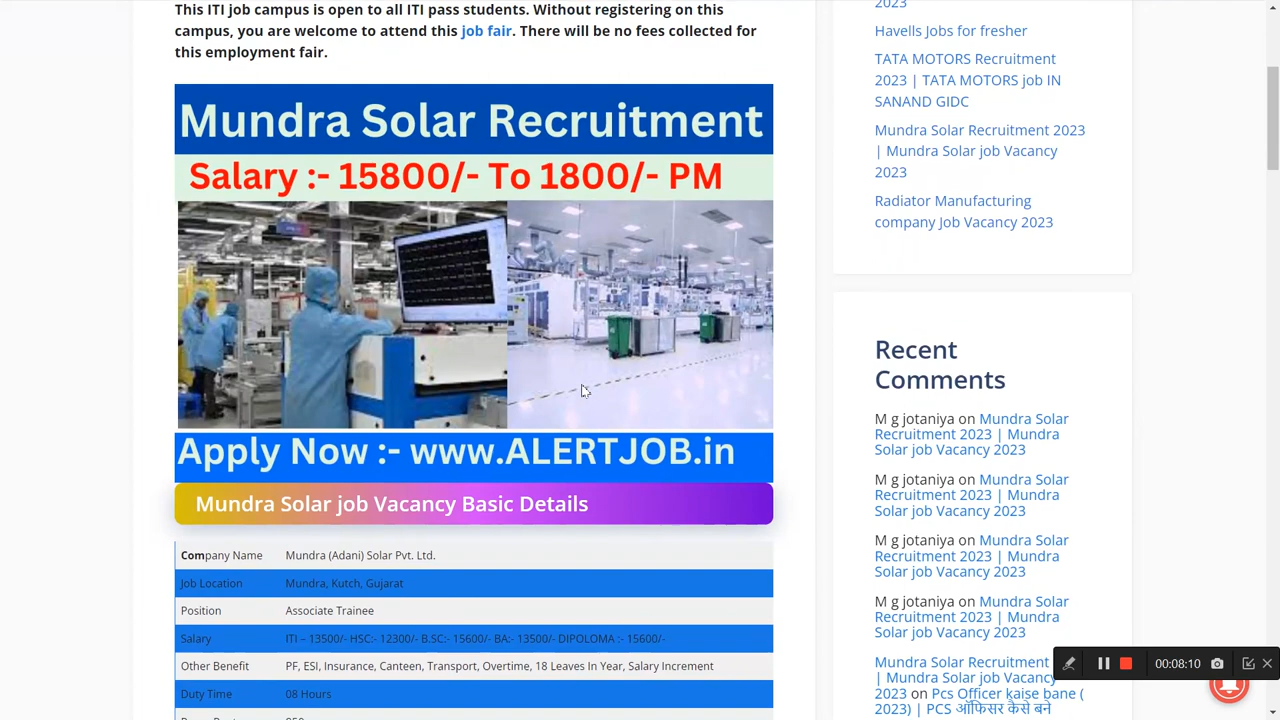 This ITI job campus is open to all ITI pass students. Without registering on this
campus, you are welcome to attend this job fair. There will be no fees collected for
this employment fair.
Mundra Solar Recruitment
Salary :- 15800/- To 1800/- PM
Apply Now :- www.ALERTJOB.in
Mundra Solar job Vacancy Basic Details
Company Name Mundra (Adani) Solar Pvt. Ltd.
Job Location Mundra, Kutch, Gujarat
Position Associate Trainee
Salary ITI – 13500/- HSC:- 12300/- B.SC:- 15600/- BA:- 13500/- DIPOLOMA :- 15600/-
Other Benefit PF, ESI, Insurance, Canteen, Transport, Overtime, 18 Leaves In Year, Salary Increment
Duty Time 08 Hours
2023
Havells Jobs for fresher
TATA MOTORS Recruitment
2023 | TATA MOTORS job IN
SANAND GIDC
Mundra Solar Recruitment 2023
| Mundra Solar job Vacancy
2023
Radiator Manufacturing
company Job Vacancy 2023
Recent
Comments
M g jotaniya on Mundra Solar
Recruitment 2023 | Mundra
Solar job Vacancy 2023
M g jotaniya on Mundra Solar
Recruitment 2023 | Mundra
Solar job Vacancy 2023
M g jotaniya on Mundra Solar
Recruitment 2023 | Mundra
Solar job Vacancy 2023
M g jotaniya on Mundra Solar
Recruitment 2023 | Mundra
Solar job Vacancy 2023
Mundra Solar Recruitment
| Mundra Solar job Vacancy
2023 on Pcs Officer kaise bane (
2023) | PCS ऑफिसर कैसे बने
00:08:10